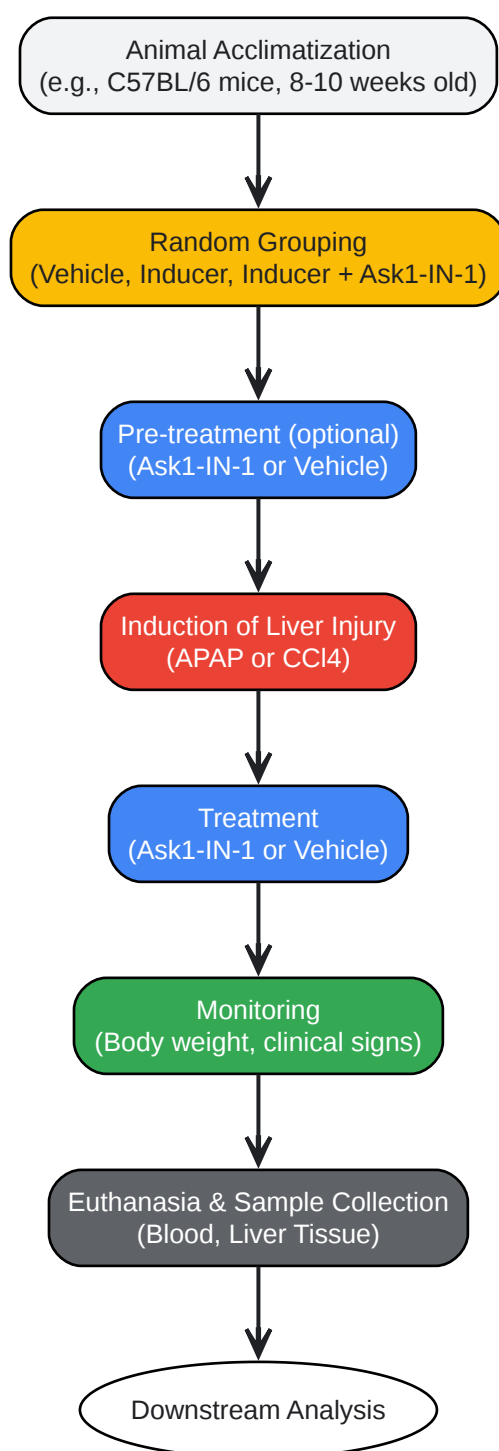 Animal Acclimatization
(e.g., C57BL/6 mice, 8-10 weeks old)
Random Grouping
(Vehicle, Inducer, Inducer + Ask1-IN-1)
Pre-treatment (optional)
(Ask1-IN-1 or Vehicle)
Induction of Liver Injury
(APAP or CCl4)
Treatment
(Ask1-IN-1 or Vehicle)
Monitoring
(Body weight, clinical signs)
Euthanasia & Sample Collection
(Blood, Liver Tissue)
Downstream Analysis